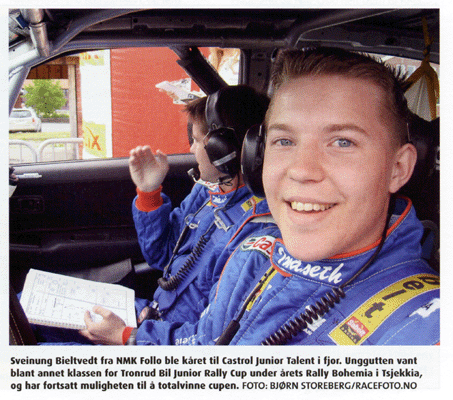 Castrol
maseth
Sveinung Bieltvedt fra NMK Follo ble kåret til Castrol Junior Talent i fjor. Unggutten vant
blant annet klassen for Tronrud Bil Junior Rally Cup under årets Rally Bohemia i Tsjekkia,
og har fortsatt muligheten til å totalvinne cupen. FOTO: BJØRN STOREBERG/RACEFOTO.NO